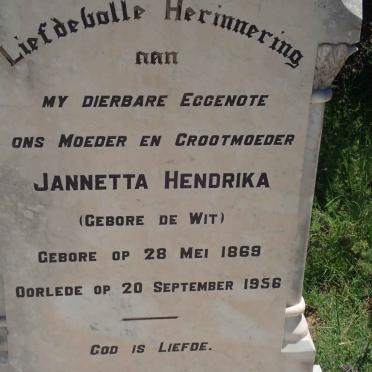 Liefdevolle Herinnering
aan
MY DIERBARE EGGENOTE
ONS MOEDER EN GROOTMOEDER
JANNETTA HENDRIKA
(GEBORE DE WIT)
GEBORE OP 28 MEI 1869
OORLEDE OP 20 SEPTEMBER 1956
GOD IS LIEFDE.